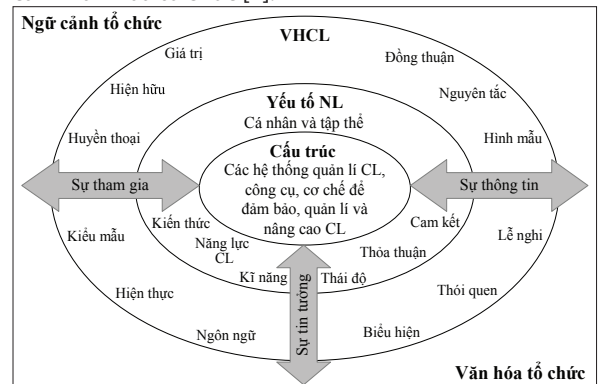 Ngữ cảnh tổ chức
VHCL
Giá trị
Đồng thuận
Hiện hữu
Nguyên tắc
Yếu tố NL
Cá nhân và tập thể
Huyền thoại
Hình mẫu
Cấu trúc
Các hệ thống quản lí CL,
công cụ, cơ chế để
đảm bảo, quản lí và
nâng cao CL
Sự tham gia
Sự thông tin
Kiểu mẫu
Kiến thức
Cam kết
Lễ nghi
Năng lực
CL
Thỏa thuận
Kĩ năng
Thái độ
Sự tin tưởng
Hiện thực
Thói quen
Ngôn ngữ
Biểu hiện
Văn hóa tổ chức